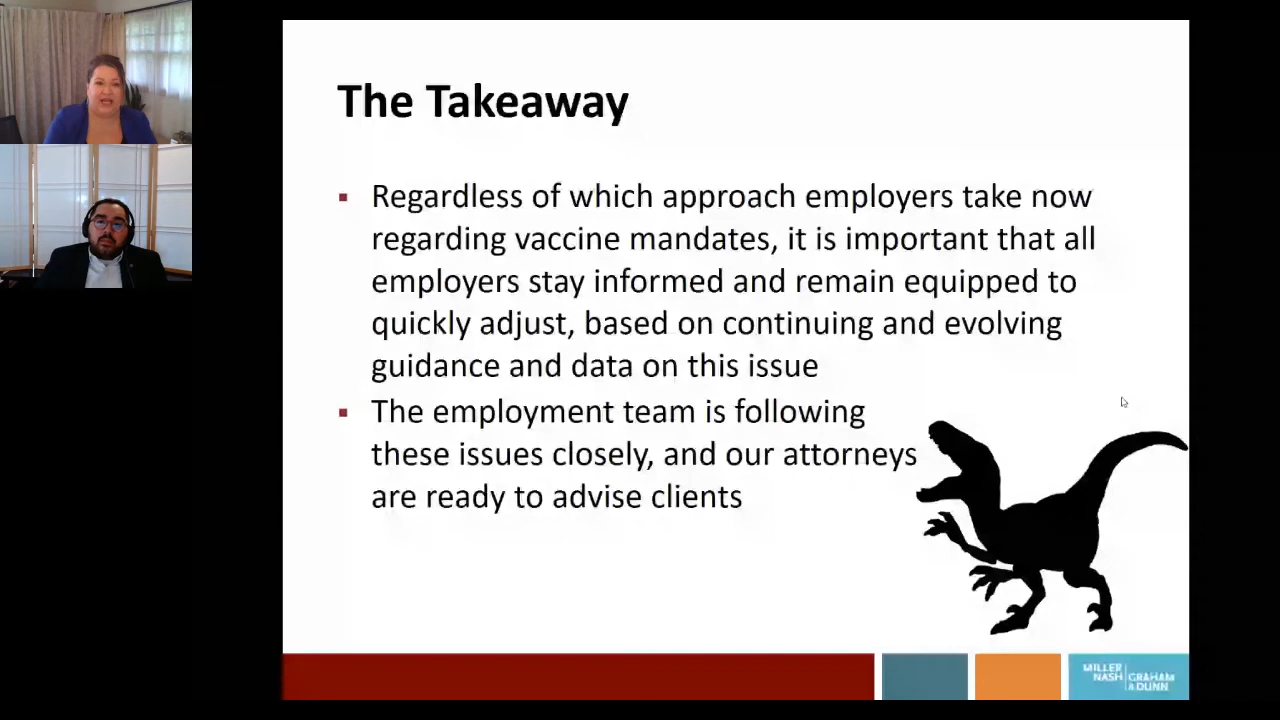 The Takeaway
Regardless of which approach employers take now
regarding vaccine mandates, it is important that all
employers stay informed and remain equipped to
quickly adjust, based on continuing and evolving
guidance and data on this issue
The employment team is following
these issues closely, and our attorneys
are ready to advise clients
MILLER
NASH
GRAHAM
& DUNN